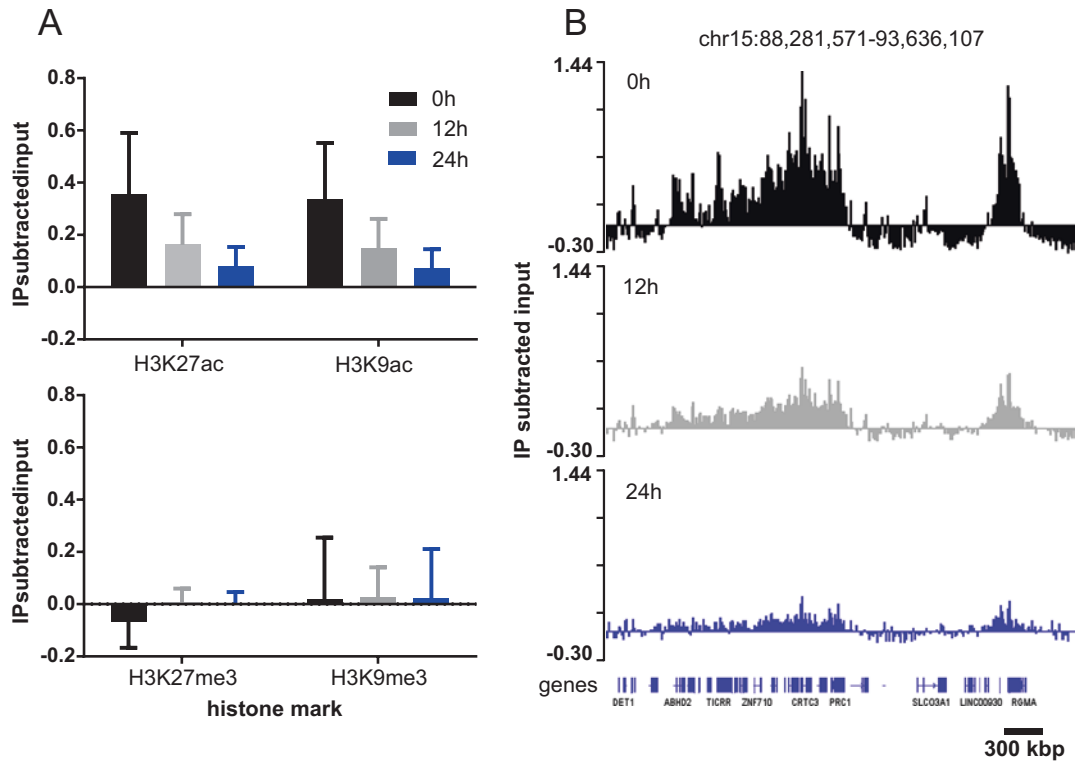 A
IPsubtractedinput
0.8
0.6
0.4
0.2
0.0
-0.2
0h
12h
24h
H3K27ac
H3K9ac
IPsubtractedinput
0.8
0.6
0.4
0.2
0.0
-0.2
H3K27me3
H3K9me3
histone mark
B
chr15:88,281,571-93,636,107
IP subtracted input
1.44
0h
-0.30
1.44
12h
-0.30
1.44
24h
-0.30
genes
DET1 ABHD2 TICRR ZNF710 CRTC3 PRC1 SLCO3A1 LINC00930 RGMA
300 kbp